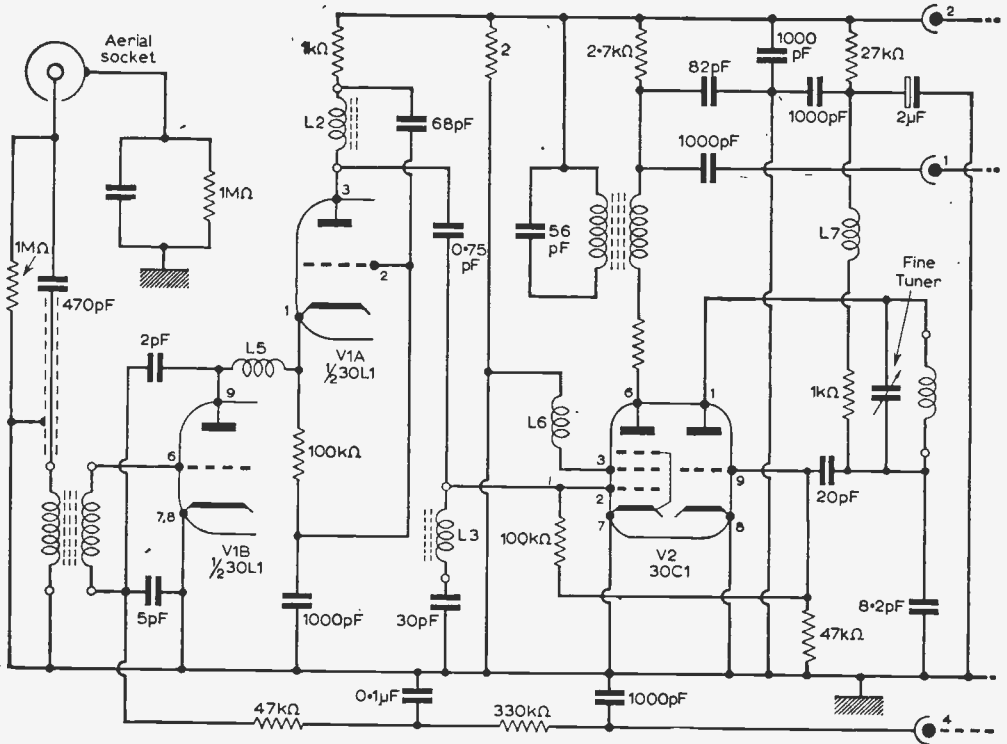 Aerial
socket
1kΩ
2
2·7kΩ
1000
pF
27kΩ
2
82pF
1000pF
2µF
L2
68pF
1000pF
1
1MΩ
1MΩ
3
0·75
pF
56
pF
L7
Fine
Tuner
470pF
2
1
2pF
L5
V1A
½30L1
9
6
1
1kΩ
L6
6
100kΩ
3
9
2
20pF
7,8
L3
7
8
V1B
½30L1
100kΩ
V2
30C1
5pF
1000pF
30pF
47kΩ
8·2pF
0·1µF
1000pF
47kΩ
330kΩ
4